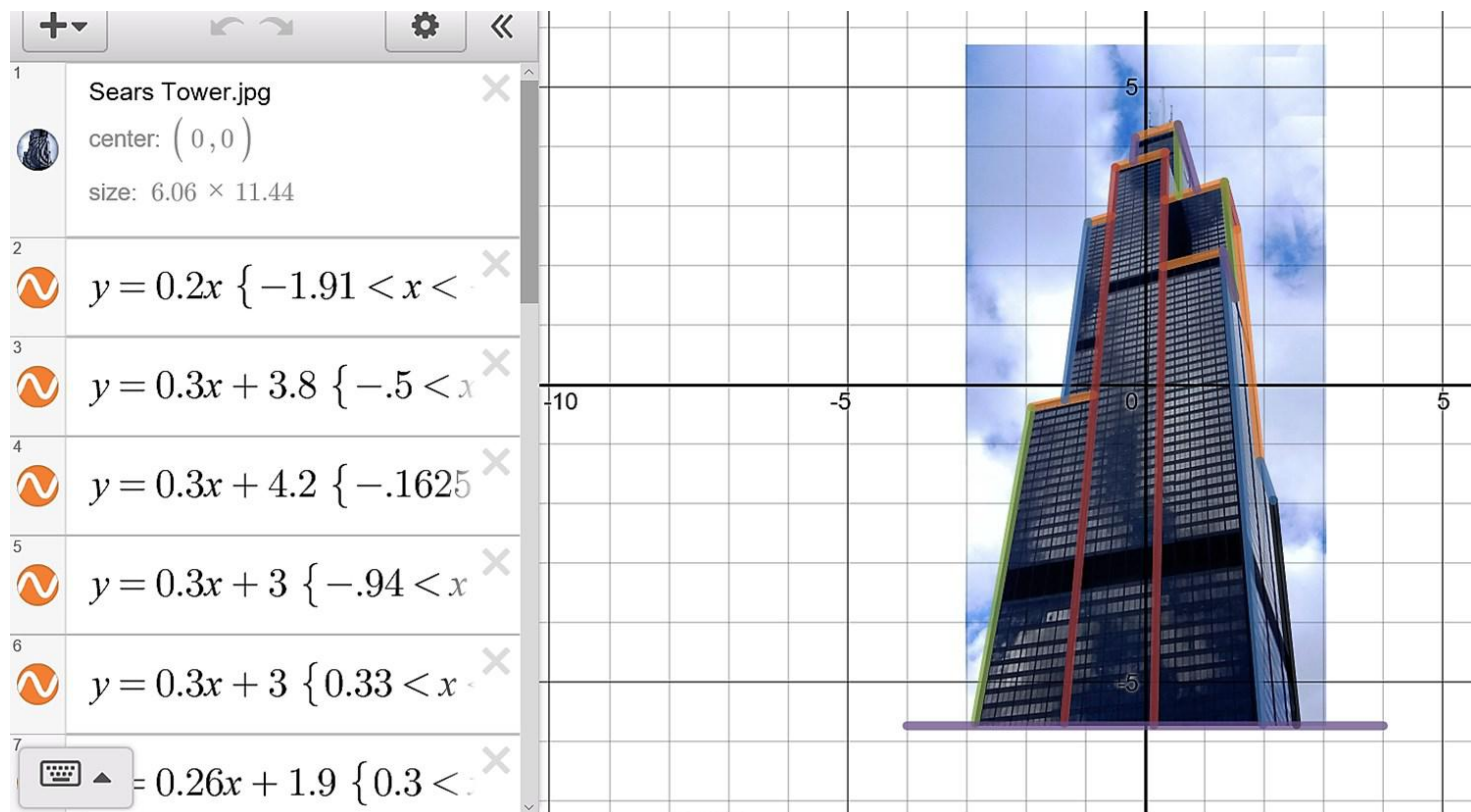 1
Sears Tower.jpg
center: (0,0)
size: 6.06 × 11.44
2
y = 0.2x {−1.91 < x <
3
y = 0.3x + 3.8 {−.5 < x
4
y = 0.3x + 4.2 {−.1625
5
y = 0.3x + 3 {−.94 < x
6
y = 0.3x + 3 {0.33 < x
7
= 0.26x + 1.9 {0.3 <
5
-10
-5
0
5
-5